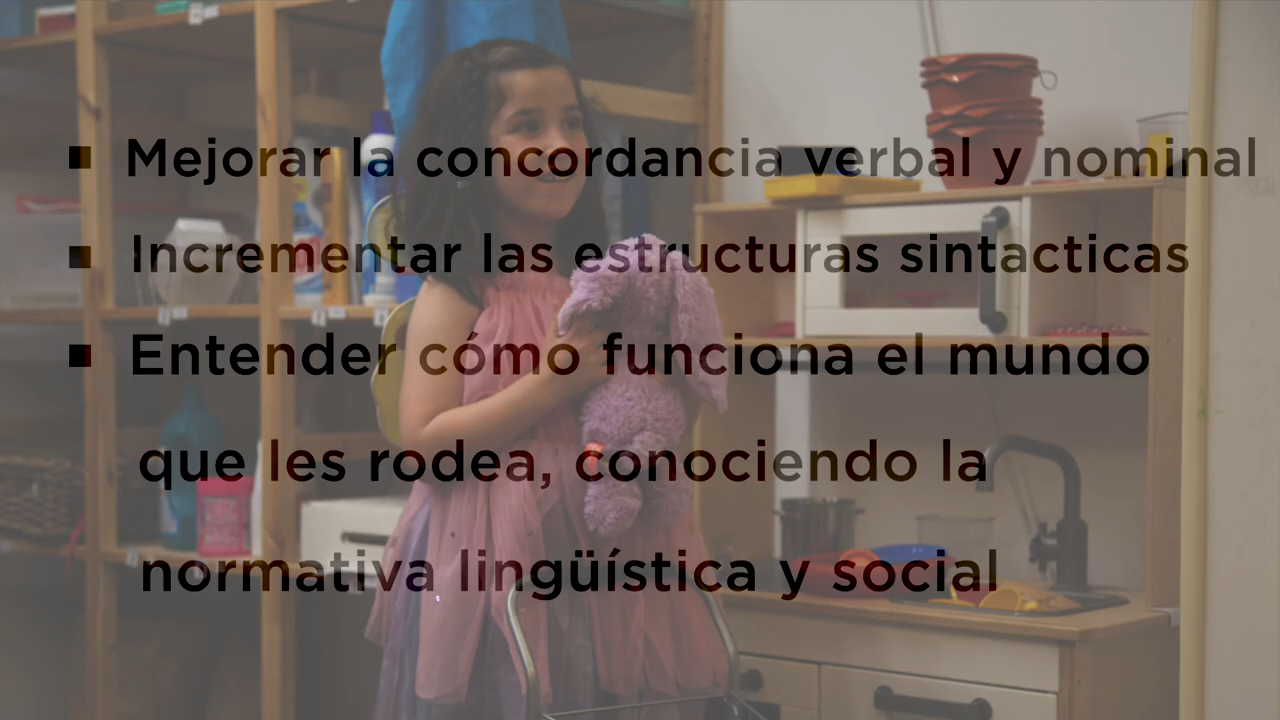 ▪ Mejorar la concordancia verbal y nominal
▪ Incrementar las estructuras sintacticas
▪ Entender cómo funciona el mundo
que les rodea, conociendo la
normativa lingüística y social